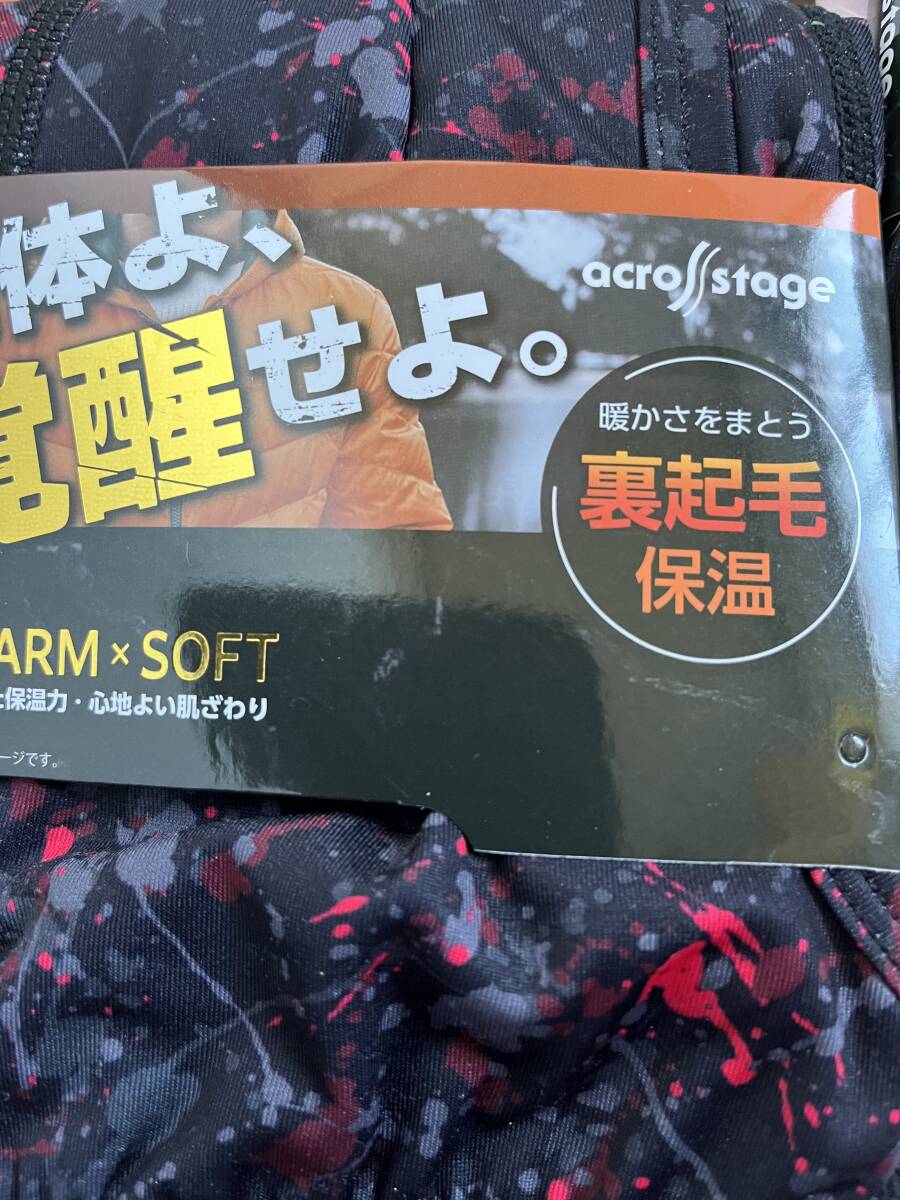 体よ、
覚醒せよ。
acrosstage
暖かさをまとう
裏起毛
保温
ARM × SOFT
保温力・心地よい肌ざわり
ージです。